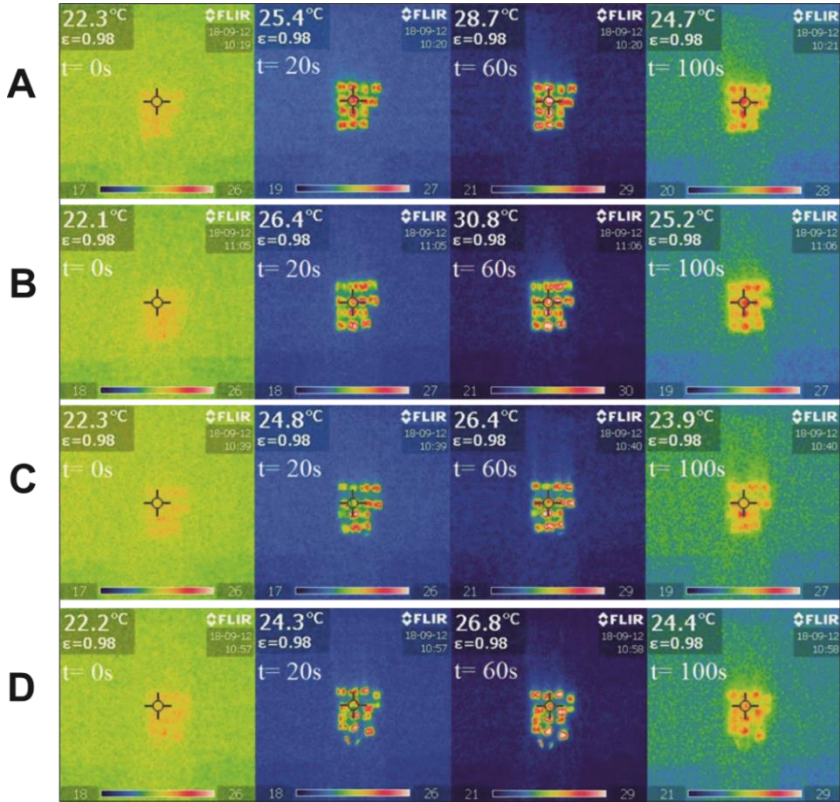 A
22.3°C
FLIR
ε=0.98
18-09-12
10:19
t= 0s
17
26
25.4°C
FLIR
ε=0.98
18-09-12
10:20
t= 20s
19
27
28.7°C
FLIR
ε=0.98
18-09-12
10:20
t= 60s
21
29
24.7°C
FLIR
ε=0.98
18-09-12
10:21
t= 100s
20
28
B
22.1°C
FLIR
ε=0.98
18-09-12
11:05
t= 0s
18
26
26.4°C
FLIR
ε=0.98
18-09-12
11:05
t= 20s
18
27
30.8°C
FLIR
ε=0.98
18-09-12
11:06
t= 60s
21
30
25.2°C
FLIR
ε=0.98
18-09-12
11:06
t= 100s
19
27
C
22.3°C
FLIR
ε=0.98
18-09-12
10:39
t= 0s
17
26
24.8°C
FLIR
ε=0.98
18-09-12
10:39
t= 20s
17
26
26.4°C
FLIR
ε=0.98
18-09-12
10:40
t= 60s
21
29
23.9°C
FLIR
ε=0.98
18-09-12
10:40
t= 100s
19
27
D
22.2°C
FLIR
ε=0.98
18-09-12
10:57
t= 0s
18
26
24.3°C
FLIR
ε=0.98
18-09-12
10:57
t= 20s
18
26
26.8°C
FLIR
ε=0.98
18-09-12
10:58
t= 60s
21
29
24.4°C
FLIR
ε=0.98
18-09-12
10:58
t= 100s
21
29